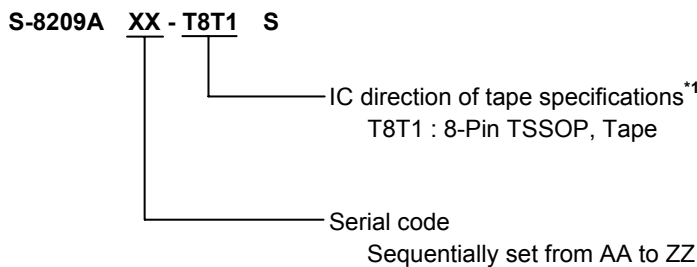 S-8209A XX - T8T1 S
IC direction of tape specifications*1
T8T1 : 8-Pin TSSOP, Tape
Serial code
Sequentially set from AA to ZZ